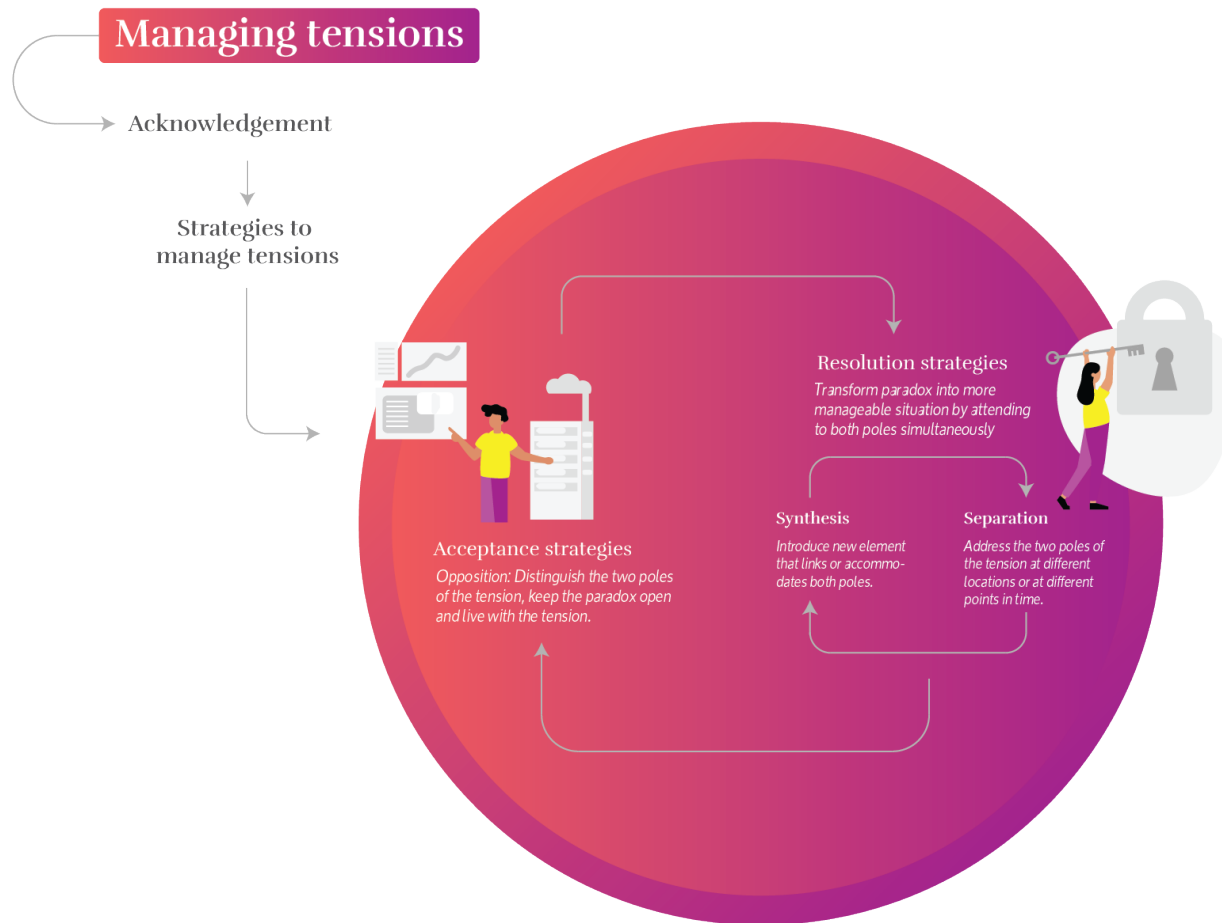 Managing tensions
Acknowledgement
Strategies to
manage tensions
Acceptance strategies
Opposition: Distinguish the two poles
of the tension, keep the paradox open
and live with the tension.
Resolution strategies
Transform paradox into more
manageable situation by attending
to both poles simultaneously
Synthesis
Introduce new element
that links or accommo-
dates both poles.
Separation
Address the two poles of
the tension at different
locations or at different
points in time.